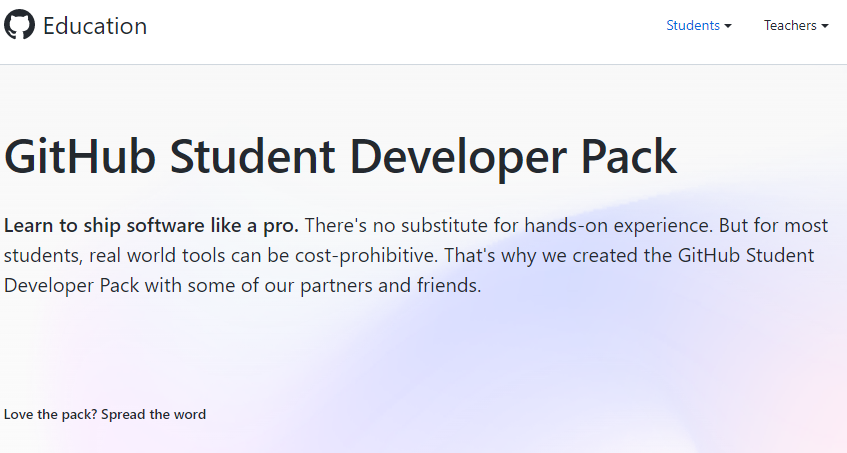 Education
Students
Teachers
GitHub Student Developer Pack
Learn to ship software like a pro. There's no substitute for hands-on experience. But for most
students, real world tools can be cost-prohibitive. That's why we created the GitHub Student
Developer Pack with some of our partners and friends.
Love the pack? Spread the word